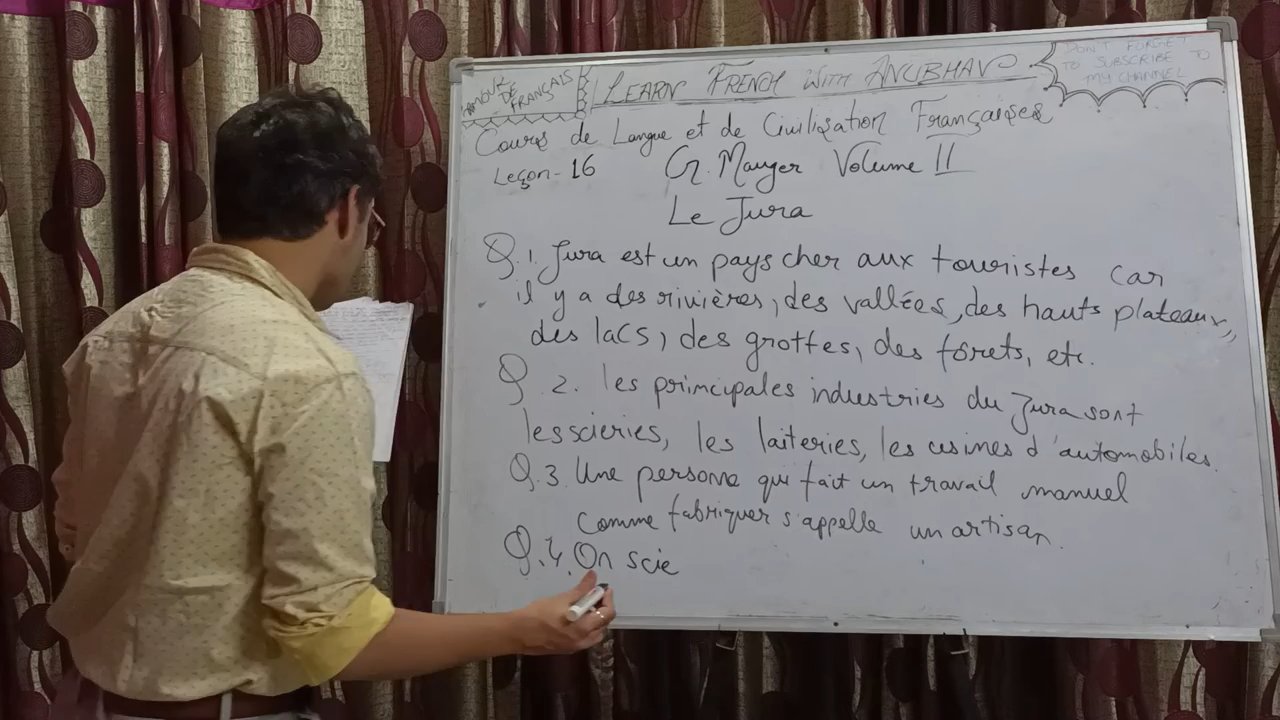 AMOUR DE FRANÇAIS
LEARN FRENCH WITH ANUBHAV
DON'T FORGET
TO SUBSCRIBE TO
MY CHANNEL
Cours de Langue et de Civilisation Françaises
Leçon-16 G. Mauger Volume II
Le Jura
Q.1. Jura est un pays cher aux touristes car
il y a des rivières, des vallées, des hauts plateaux,,
des lacs, des grottes, des fôrets, etc.
Q.2. les principales industries du Jura sont
les scieries, les laiteries, les usines d'automobiles.
Q.3. Une persone qui fait un travail manuel
comme fabriquer s'appelle un artisan.
Q.4. On scie